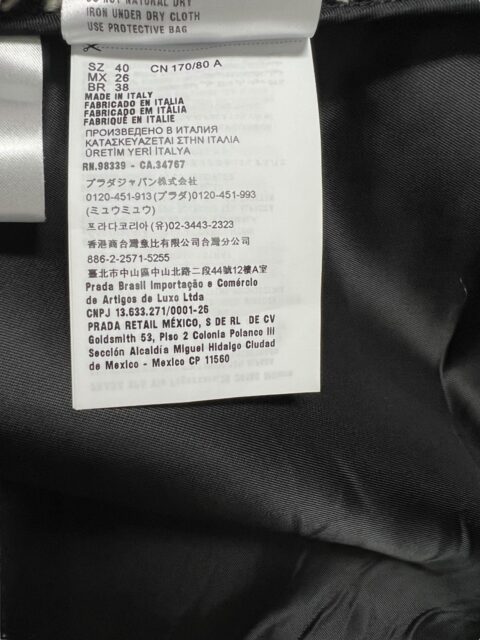 DO NOT NATURAL DRY
IRON UNDER DRY CLOTH
USE PROTECTIVE BAG
SZ 40 CN 170/80 A
MX 26
BR 38
MADE IN ITALY
FABRICADO EN ITALIA
FABRICADO EM ITÁLIA
FABRIQUÉ EN ITALIE
ПРОИЗВЕДЕНО В ИТАЛИЯ
ΚΑΤΑΣΚΕΥΑΖΕΤΑΙ ΣΤΗΝ ΙΤΑΛΙΑ
ÜRETİM YERİ İTALYA
RN.98339 - CA.34767
プラダジャパン株式会社
0120-451-913(プラダ)0120-451-993
(ミュウミュウ)
프라다코리아 (유)02-3443-2323
香港商台灣意比有限公司台灣分公司
886-2-2571-5255
臺北市中山區中山北路二段44號12樓A室
Prada Brasil Importação e Comércio
de Artigos de Luxo Ltda
CNPJ 13.633.271/0001-26
PRADA RETAIL MÉXICO, S DE RL DE CV
Goldsmith 53, Piso 2 Colonia Polanco III
Sección Alcaldía Miguel Hidalgo Ciudad
de Mexico - Mexico CP 11560